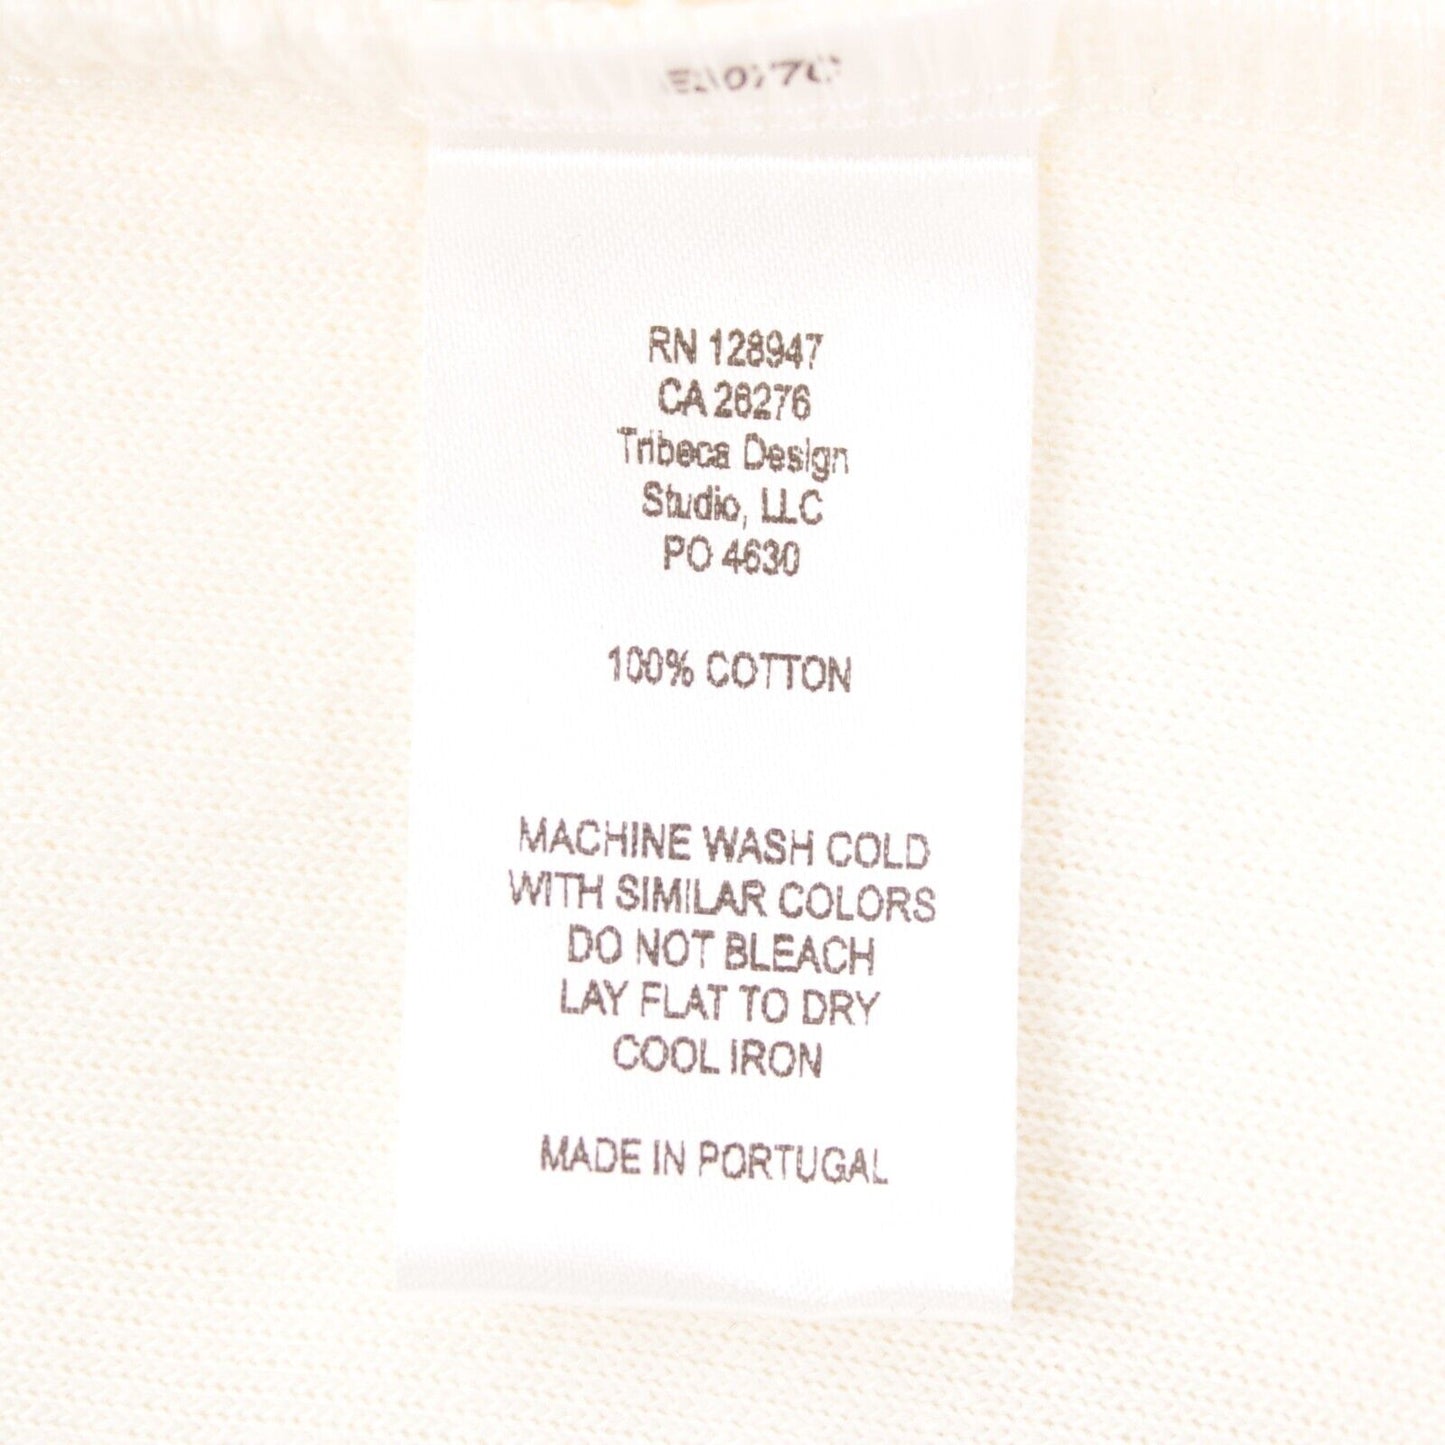 RN 128947
CA 26276
Tribeca Design
Studio, LLC
PO 4630
100% COTTON
MACHINE WASH COLD
WITH SIMILAR COLORS
DO NOT BLEACH
LAY FLAT TO DRY
COOL IRON
MADE IN PORTUGAL